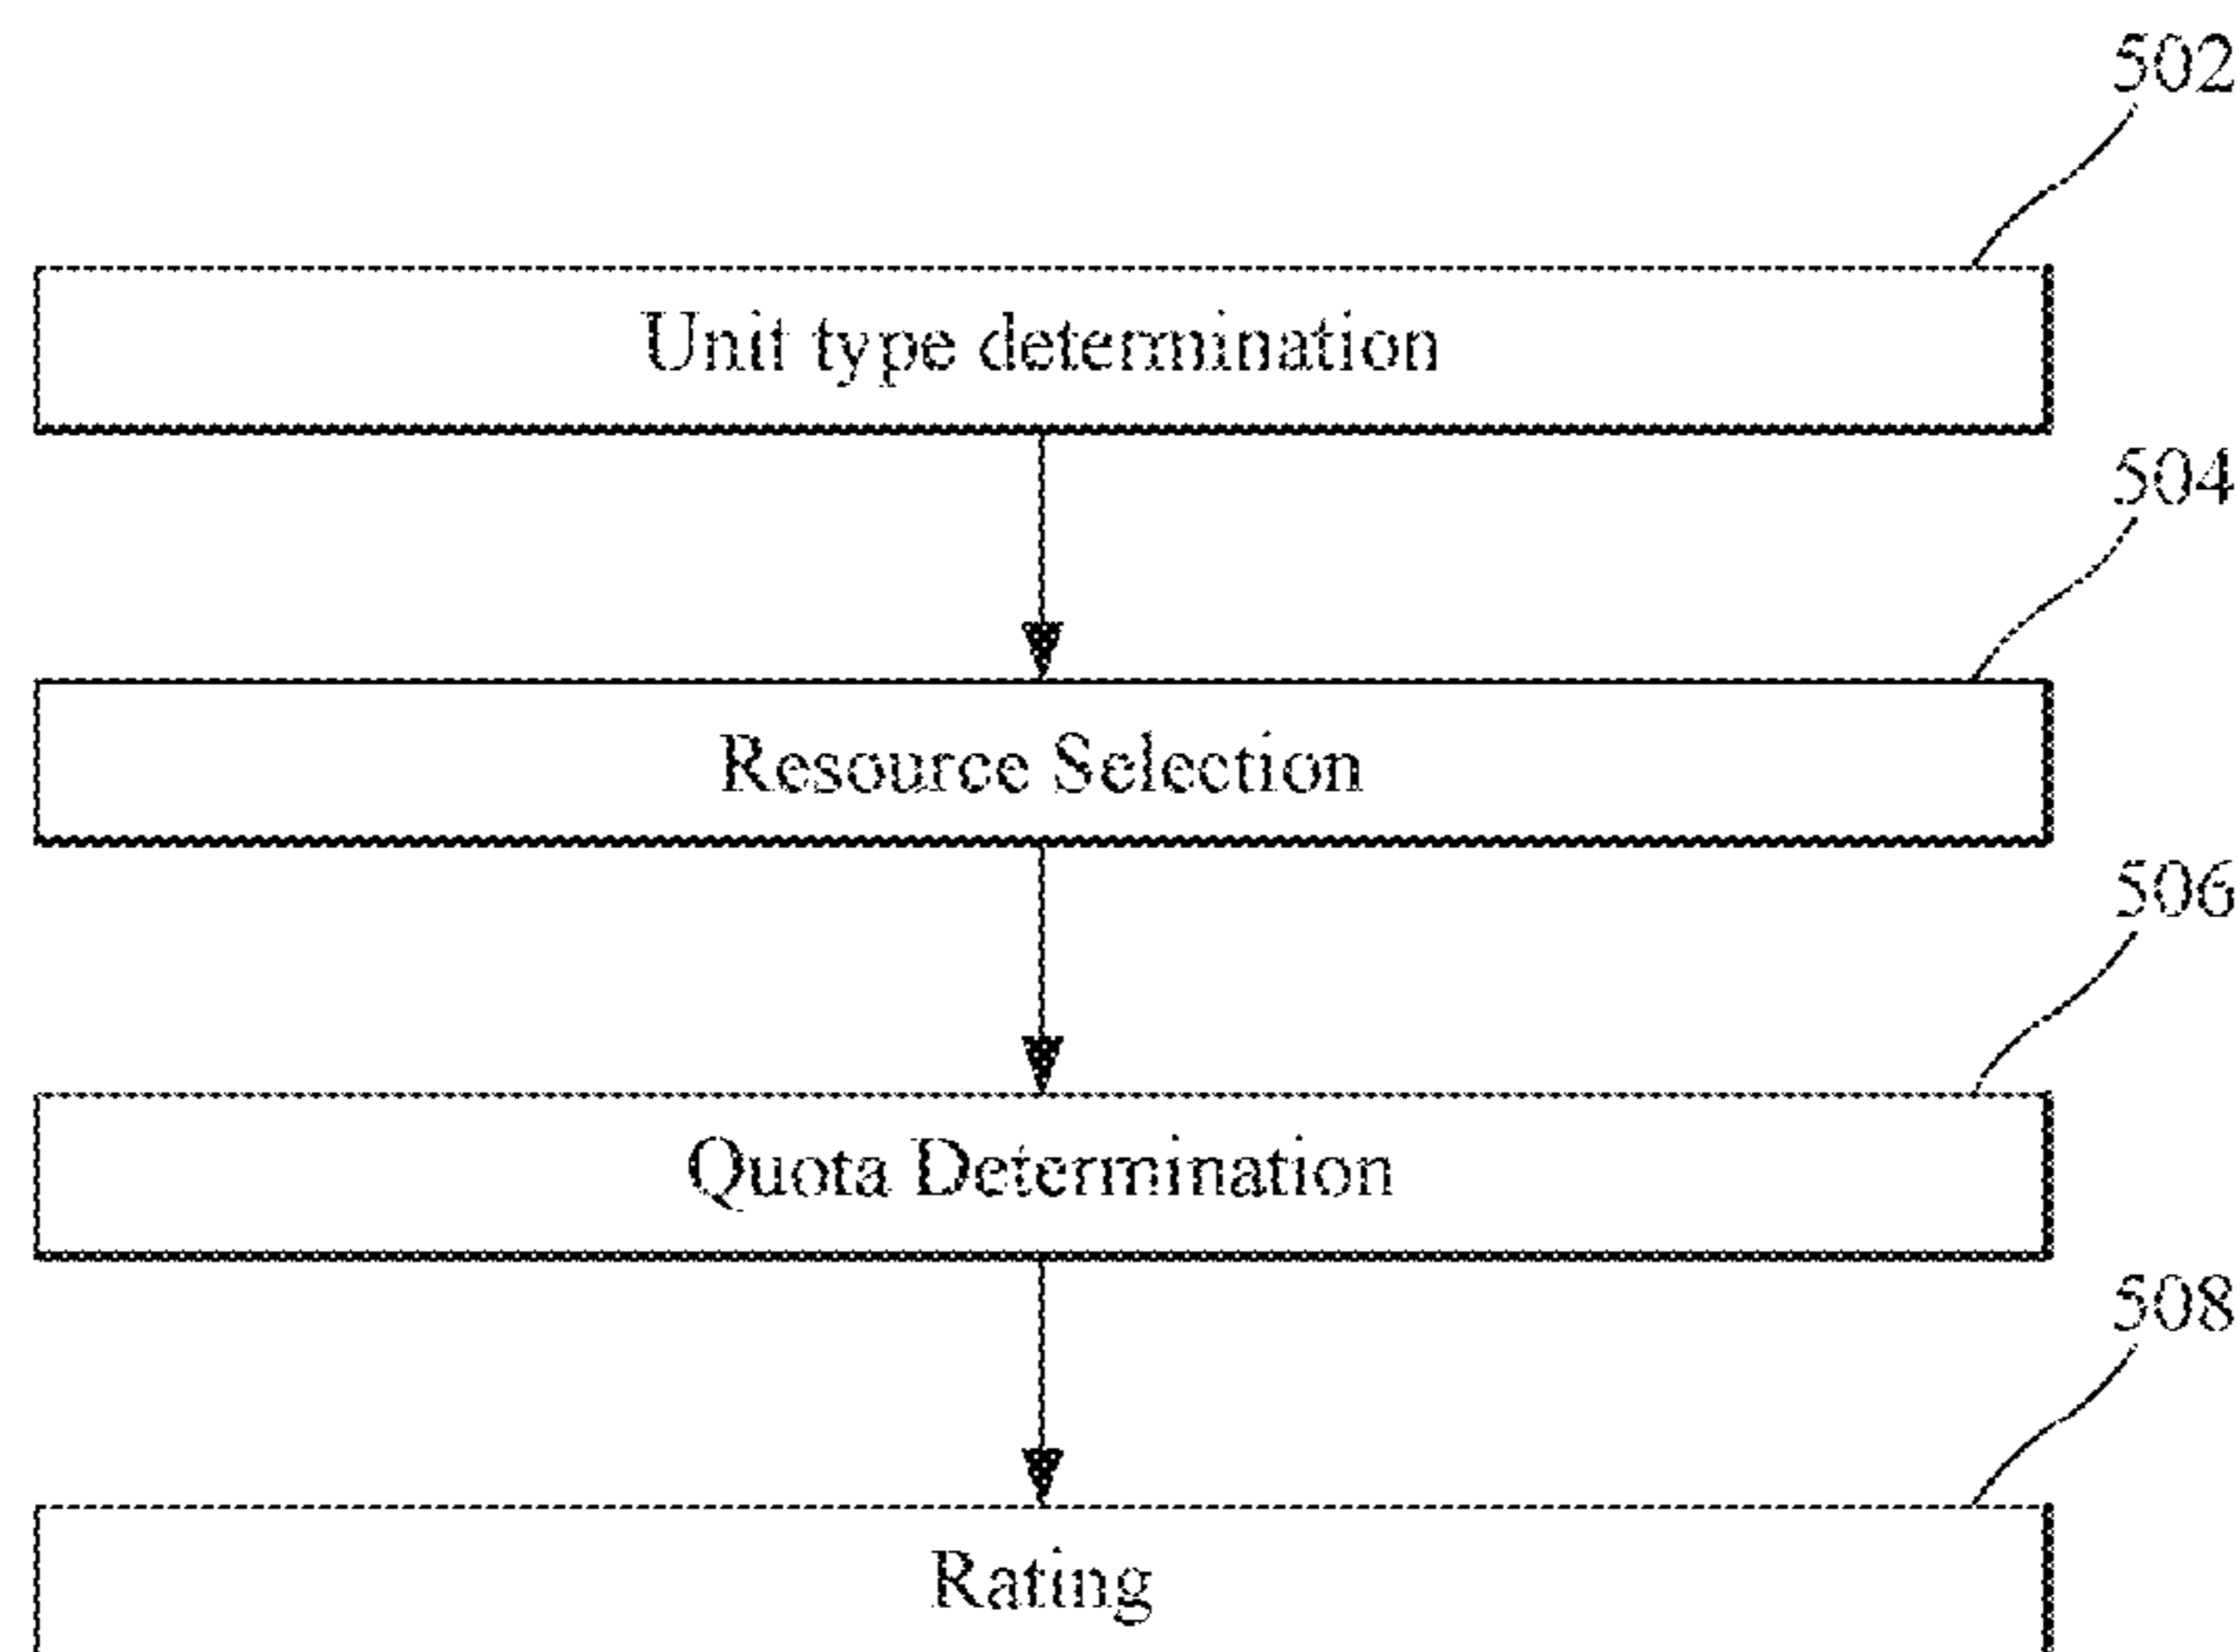 502
Unit type determination
504
Resource Selection
506
Quota Determination
508
Rating